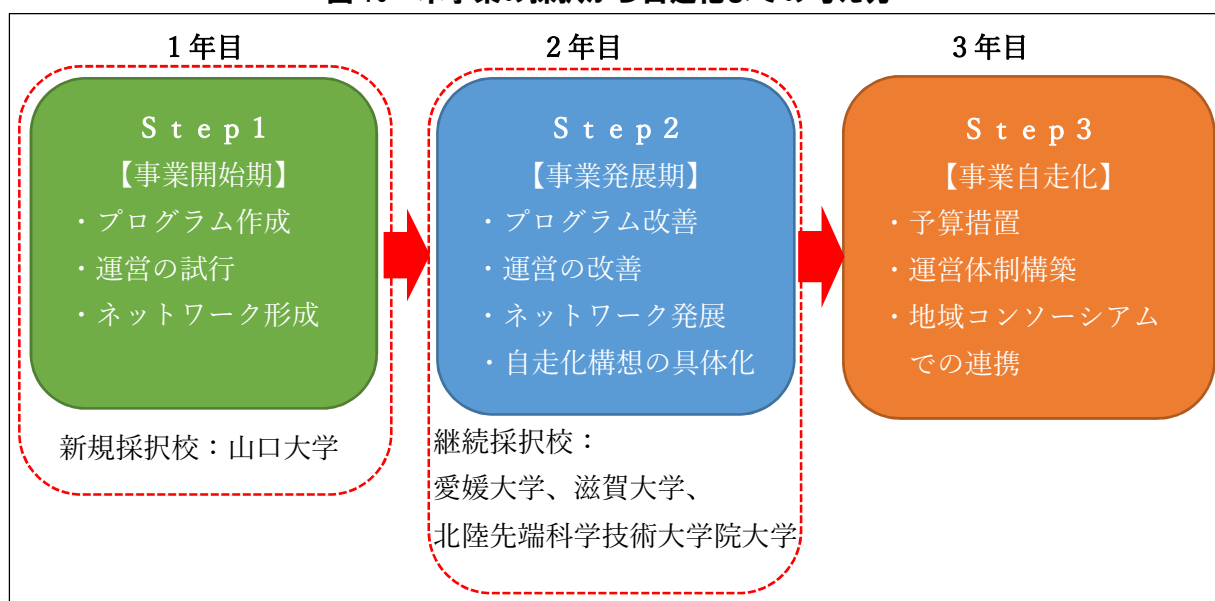 1年目
2年目
3年目
Step1
【事業開始期】
・プログラム作成
・運営の試行
・ネットワーク形成
新規採択校：山口大学
Step2
【事業発展期】
・プログラム改善
・運営の改善
・ネットワーク発展
・自走化構想の具体化
継続採択校：
愛媛大学、滋賀大学、
北陸先端科学技術大学院大学
Step3
【事業自走化】
・予算措置
・運営体制構築
・地域コンソーシアム
での連携